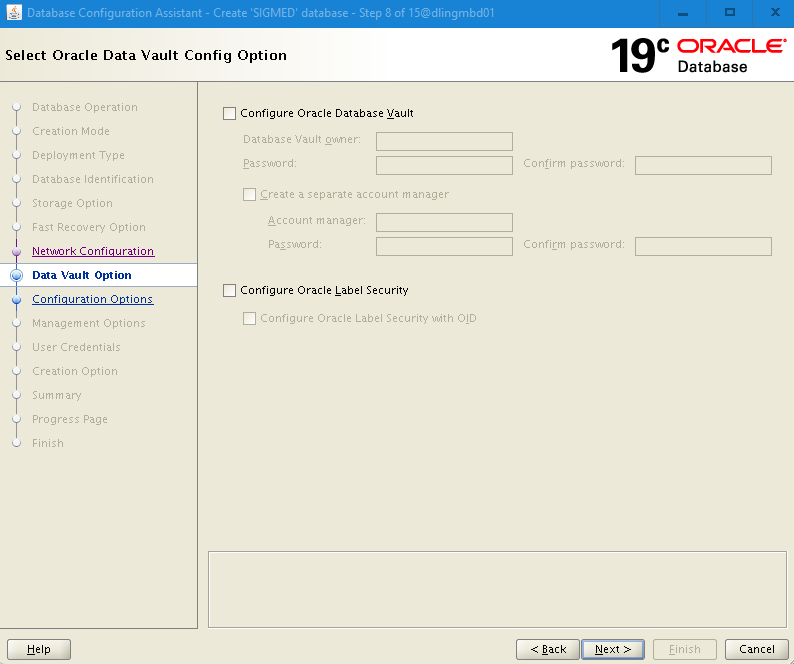 Database Configuration Assistant - Create 'SIGMED' database - Step 8 of 15@dlingmbd01
Select Oracle Data Vault Config Option
19c ORACLE Database
Database Operation
Creation Mode
Deployment Type
Database Identification
Storage Option
Fast Recovery Option
Network Configuration
Data Vault Option
Configuration Options
Management Options
User Credentials
Creation Option
Summary
Progress Page
Finish
Configure Oracle Database Vault
Database Vault owner:
Password: Confirm password:
Create a separate account manager
Account manager:
Password: Confirm password:
Configure Oracle Label Security
Configure Oracle Label Security with OID
Help < Back Next > Finish Cancel